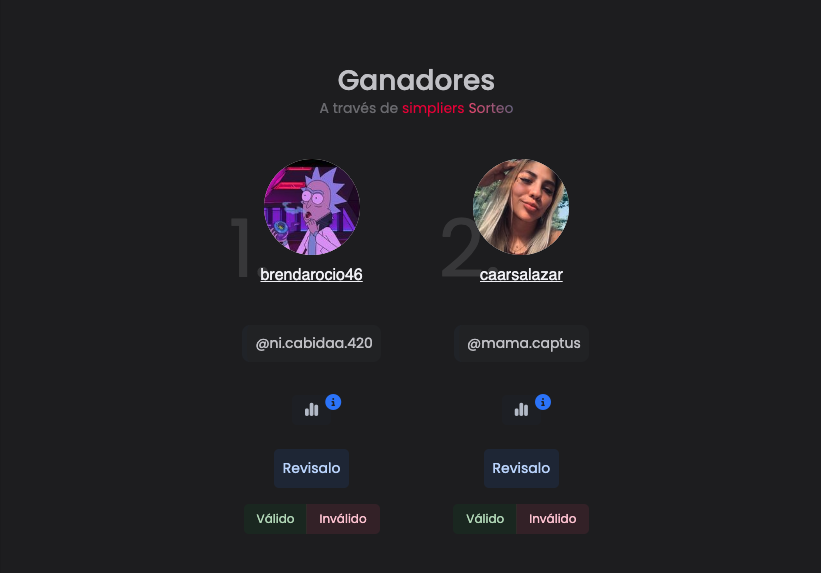 Ganadores
A través de simpliers Sorteo
1.
brendarocio46
@ni.cabidaa.420
Revisalo
Válido Inválido
2.
caarsalazar
@mama.captus
Revisalo
Válido Inválido